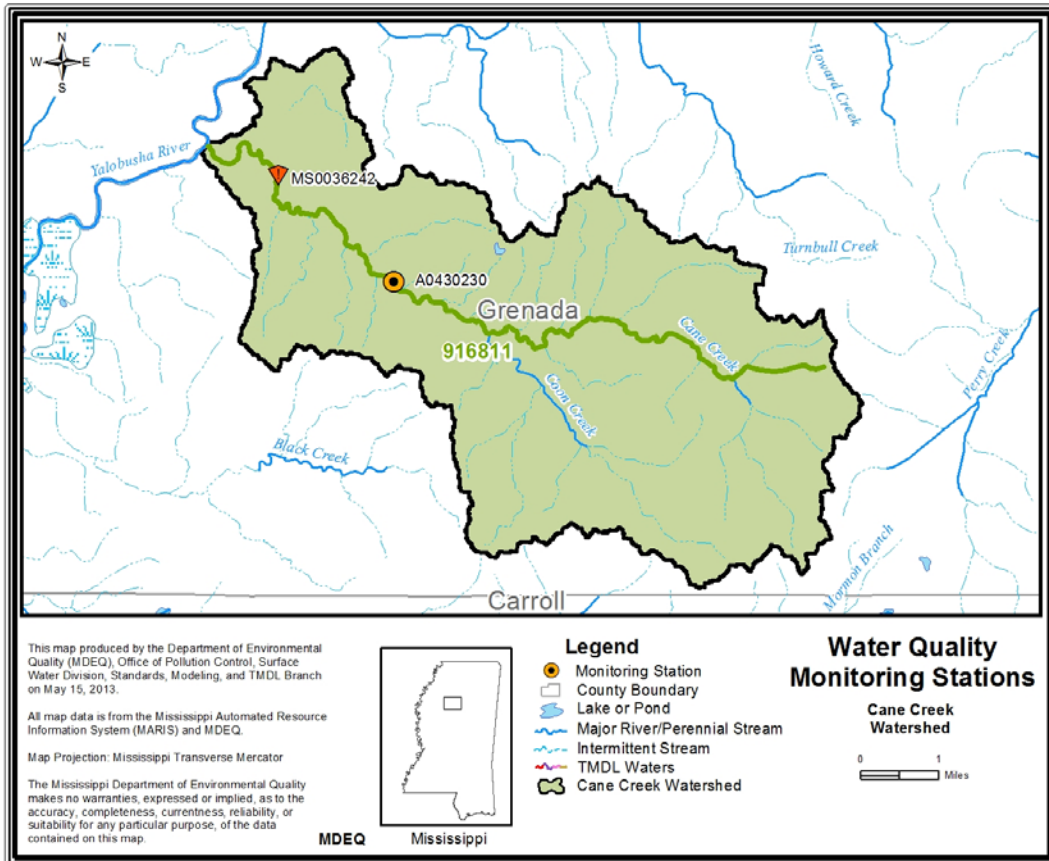 N
W E
S
Howard Creek
Yalobusha River
MS0036242
Turnbull Creek
A0430230
Grenada
916811
Cane Creek
Perry Creek
Coon Creek
Black Creek
Mormon Branch
Carroll
This map produced by the Department of Environmental
Quality (MDEQ), Office of Pollution Control, Surface
Water Division, Standards, Modeling, and TMDL Branch
on May 15, 2013.
All map data is from the Mississippi Automated Resource
Information System (MARIS) and MDEQ.
Map Projection: Mississippi Transverse Mercator
The Mississippi Department of Environmental Quality
makes no warranties, expressed or implied, as to the
accuracy, completeness, currentness, reliability, or
suitability for any particular purpose, of the data
contained on this map.
MDEQ
Mississippi
Legend
Monitoring Station
County Boundary
Lake or Pond
Major River/Perennial Stream
Intermittent Stream
TMDL Waters
Cane Creek Watershed
Water Quality
Monitoring Stations
Cane Creek
Watershed
0 1
Miles